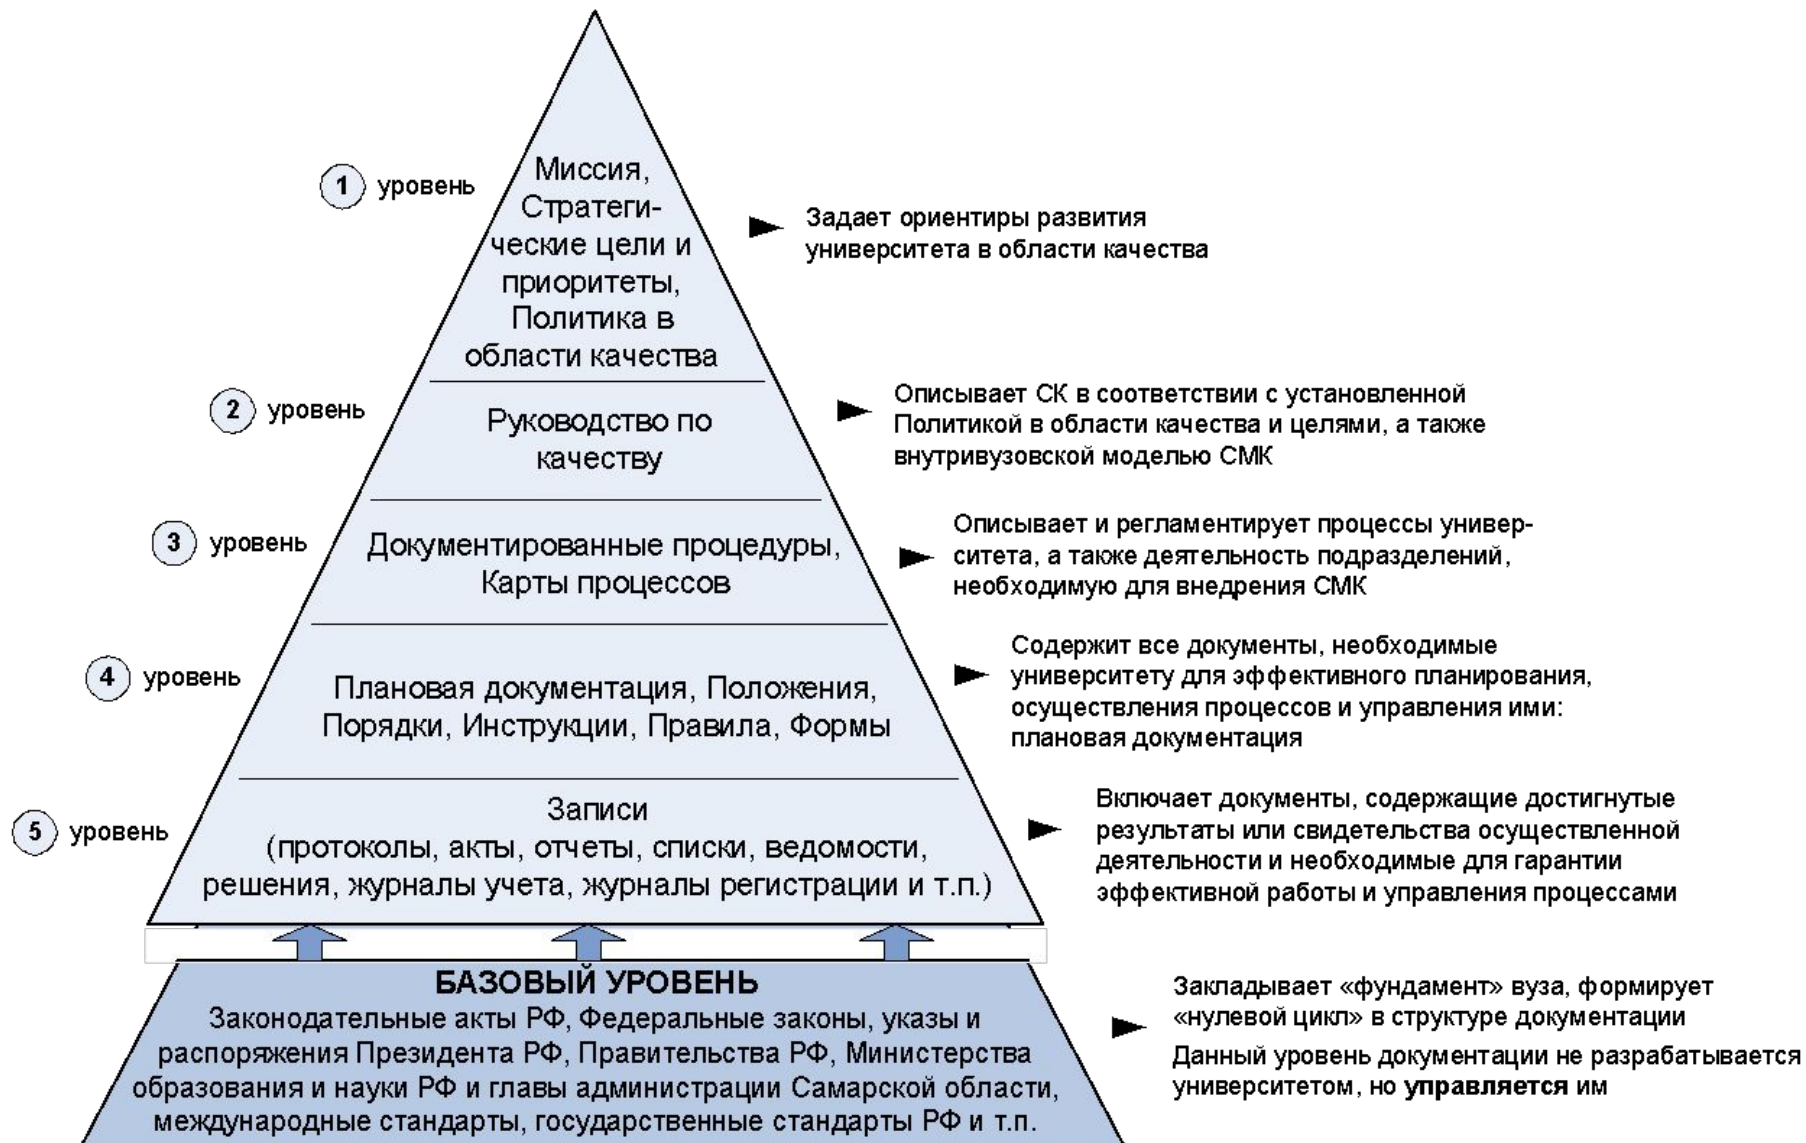 1 уровень
Миссия,
Стратеги-
ческие цели и
приоритеты,
Политика в
области качества
Задает ориентиры развития
университета в области качества
2 уровень
Руководство по
качеству
Описывает СК в соответствии с установленной
Политикой в области качества и целями, а также
внутривузовской моделью СМК
3 уровень
Документированные процедуры,
Карты процессов
Описывает и регламентирует процессы универ-
ситета, а также деятельность подразделений,
необходимую для внедрения СМК
4 уровень
Плановая документация, Положения,
Порядки, Инструкции, Правила, Формы
Содержит все документы, необходимые
университету для эффективного планирования,
осуществления процессов и управления ими:
плановая документация
5 уровень
Записи
(протоколы, акты, отчеты, списки, ведомости,
решения, журналы учета, журналы регистрации и т.п.)
Включает документы, содержащие достигнутые
результаты или свидетельства осуществленной
деятельности и необходимые для гарантии
эффективной работы и управления процессами
БАЗОВЫЙ УРОВЕНЬ
Законодательные акты РФ, Федеральные законы, указы и
распоряжения Президента РФ, Правительства РФ, Министерства
образования и науки РФ и главы администрации Самарской области,
международные стандарты, государственные стандарты РФ и т.п.
Закладывает «фундамент» вуза, формирует
«нулевой цикл» в структуре документации
Данный уровень документации не разрабатывается
университетом, но управляется им